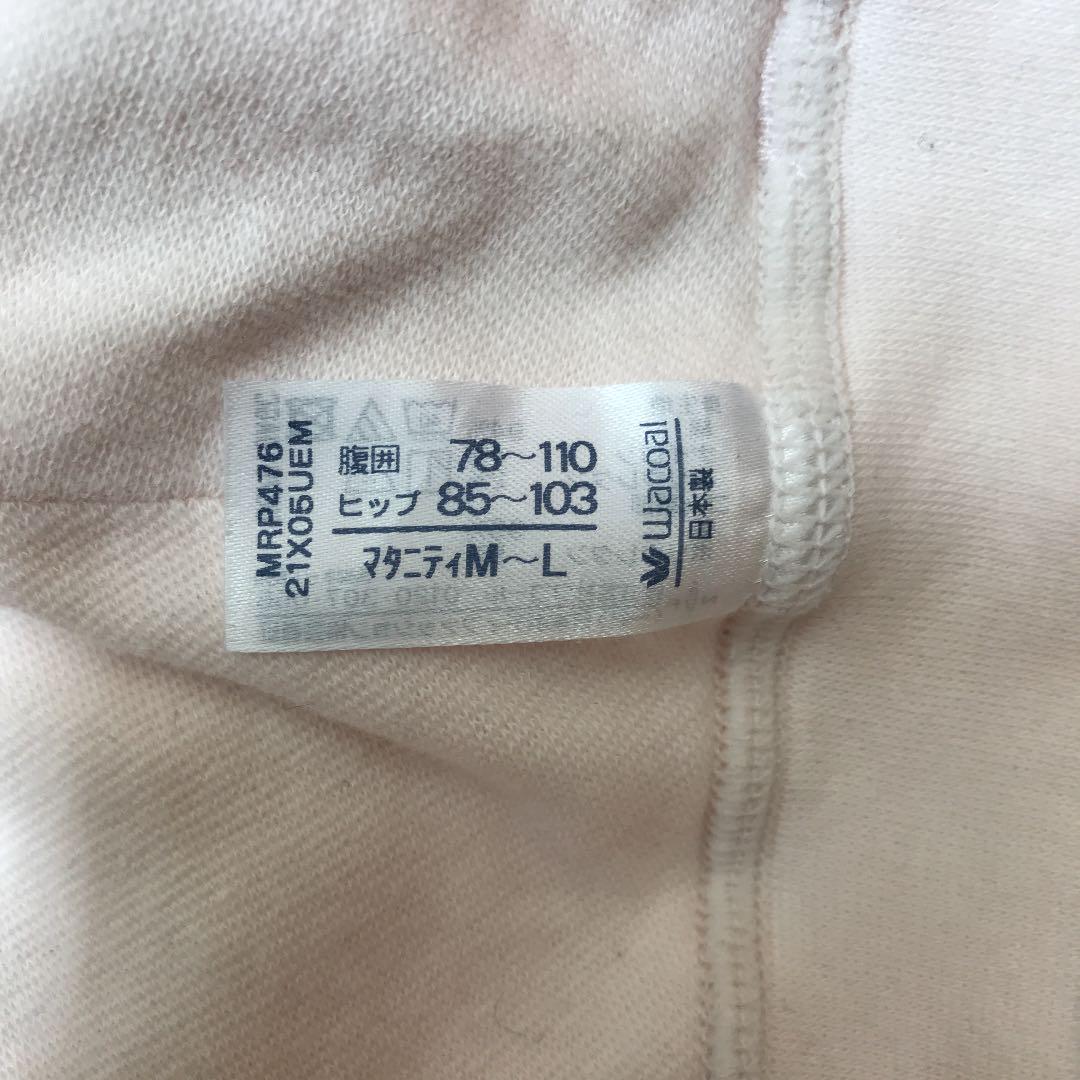 腹囲 78〜110
ヒップ 85〜103
マタニティM〜L
MRP476
21X05UEM
wacoal
日本製